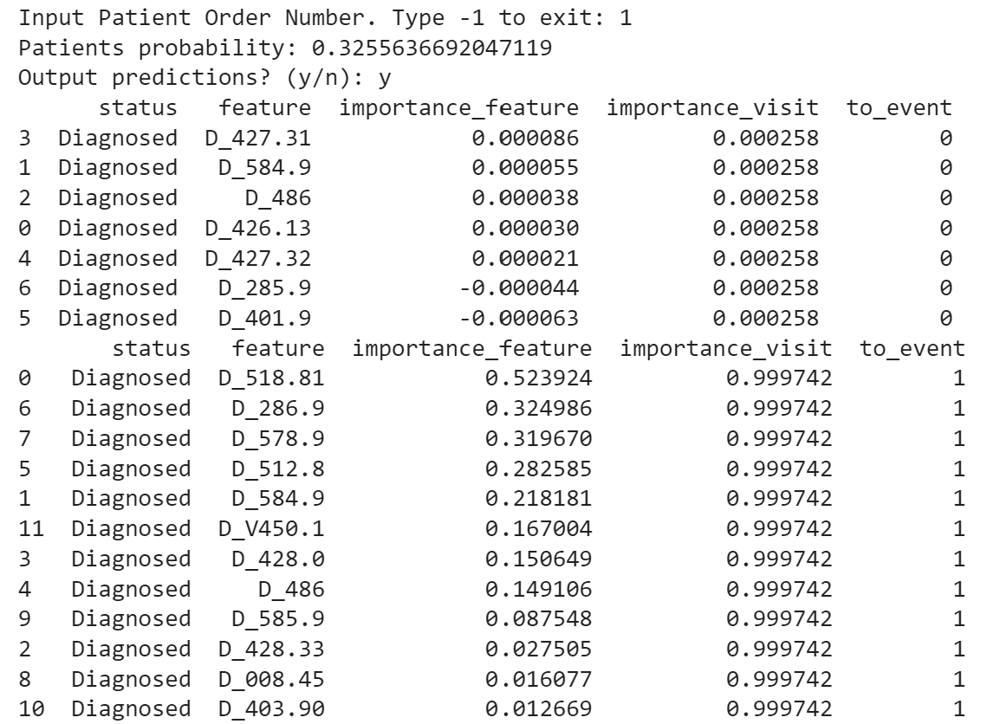 Input Patient Order Number. Type -1 to exit: 1
Patients probability: 0.3255636692047119
Output predictions? (y/n): y
status feature importance_feature importance_visit to_event
3 Diagnosed D_427.31 0.000086 0.000258 0
1 Diagnosed D_584.9 0.000055 0.000258 0
2 Diagnosed D_486 0.000038 0.000258 0
0 Diagnosed D_426.13 0.000030 0.000258 0
4 Diagnosed D_427.32 0.000021 0.000258 0
6 Diagnosed D_285.9 -0.000044 0.000258 0
5 Diagnosed D_401.9 -0.000063 0.000258 0
status feature importance_feature importance_visit to_event
0 Diagnosed D_518.81 0.523924 0.999742 1
6 Diagnosed D_286.9 0.324986 0.999742 1
7 Diagnosed D_578.9 0.319670 0.999742 1
5 Diagnosed D_512.8 0.282585 0.999742 1
1 Diagnosed D_584.9 0.218181 0.999742 1
11 Diagnosed D_V450.1 0.167004 0.999742 1
3 Diagnosed D_428.0 0.150649 0.999742 1
4 Diagnosed D_486 0.149106 0.999742 1
9 Diagnosed D_585.9 0.087548 0.999742 1
2 Diagnosed D_428.33 0.027505 0.999742 1
8 Diagnosed D_008.45 0.016077 0.999742 1
10 Diagnosed D_403.90 0.012669 0.999742 1